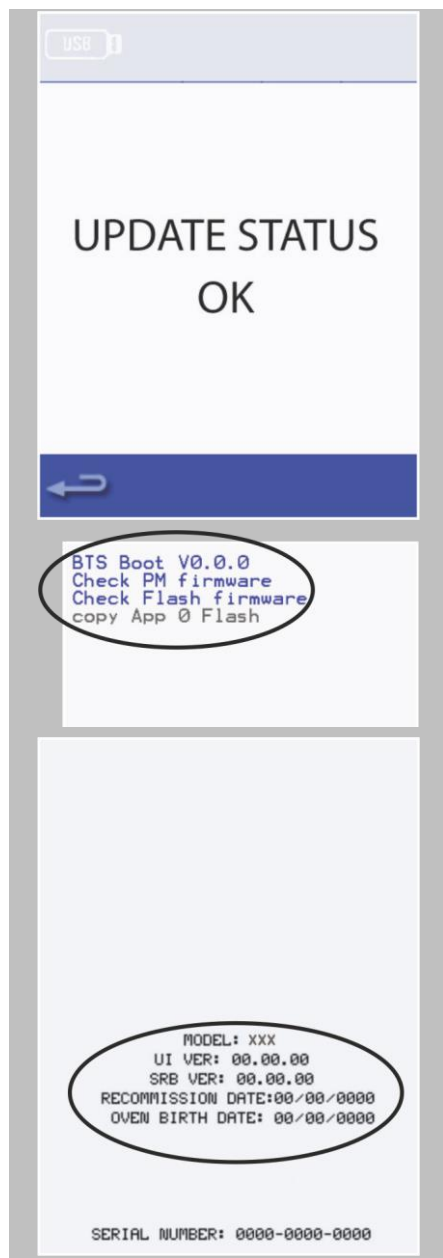 USB
UPDATE STATUS
OK
BTS Boot V0.0.0
Check PM firmware
Check Flash firmware
copy App 0 Flash
MODEL: XXX
UI VER: 00.00.00
SRB VER: 00.00.00
RECOMMISSION DATE:00/00/0000
OVEN BIRTH DATE: 00/00/0000
SERIAL NUMBER: 0000-0000-0000